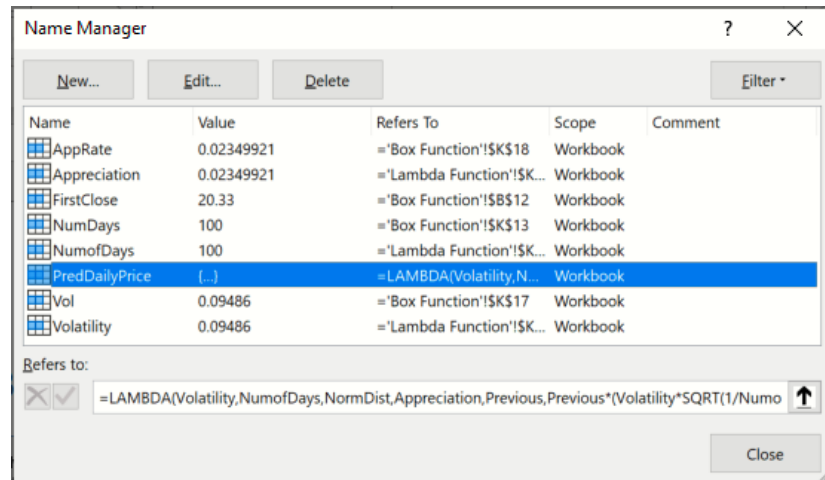 Name Manager ? ×
New... Edit... Delete Filter
Name Value Refers To Scope Comment
AppRate 0.02349921 ='Box Function'!$K$18 Workbook
Appreciation 0.02349921 ='Lambda Function'!$K... Workbook
FirstClose 20.33 ='Box Function'!$B$12 Workbook
NumDays 100 ='Box Function'!$K$13 Workbook
NumofDays 100 ='Lambda Function'!$K... Workbook
PredDailyPrice {...} =LAMBDA(Volatility,N... Workbook
Vol 0.09486 ='Box Function'!$K$17 Workbook
Volatility 0.09486 ='Lambda Function'!$K... Workbook
Refers to:
=LAMBDA(Volatility,NumofDays,NormDist,Appreciation,Previous,Previous*(Volatility*SQRT(1/Numo
Close